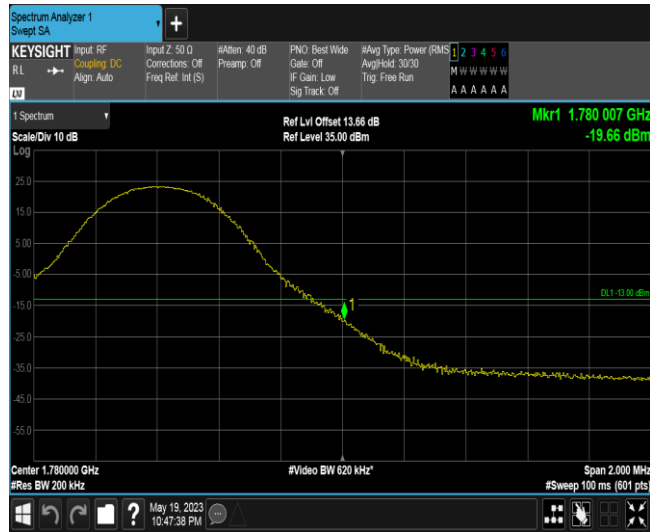 Spectrum Analyzer 1
Swept SA
+
KEYSIGHT
RL
LXI
Input: RF
Coupling: DC
Align: Auto
Input Z: 50 Ω
Corrections: Off
Freq Ref: Int (S)
#Atten: 40 dB
Preamp: Off
PNO: Best Wide
Gate: Off
IF Gain: Low
Sig Track: Off
#Avg Type: Power (RMS
Avg|Hold: 30/30
Trig: Free Run
1 2 3 4 5 6
M W W W W W
A A A A A A
1 Spectrum
Scale/Div 10 dB
Log
Ref Lvl Offset 13.66 dB
Ref Level 35.00 dBm
Mkr1 1.780 007 GHz
-19.66 dBm
25.0
15.0
5.00
-5.00
-15.0
-25.0
-35.0
-45.0
-55.0
DL1 -13.00 dBm
1
Center 1.780000 GHz
#Res BW 200 kHz
#Video BW 620 kHz*
Span 2.000 MHz
#Sweep 100 ms (601 pts)
?
May 19, 2023
10:47:38 PM